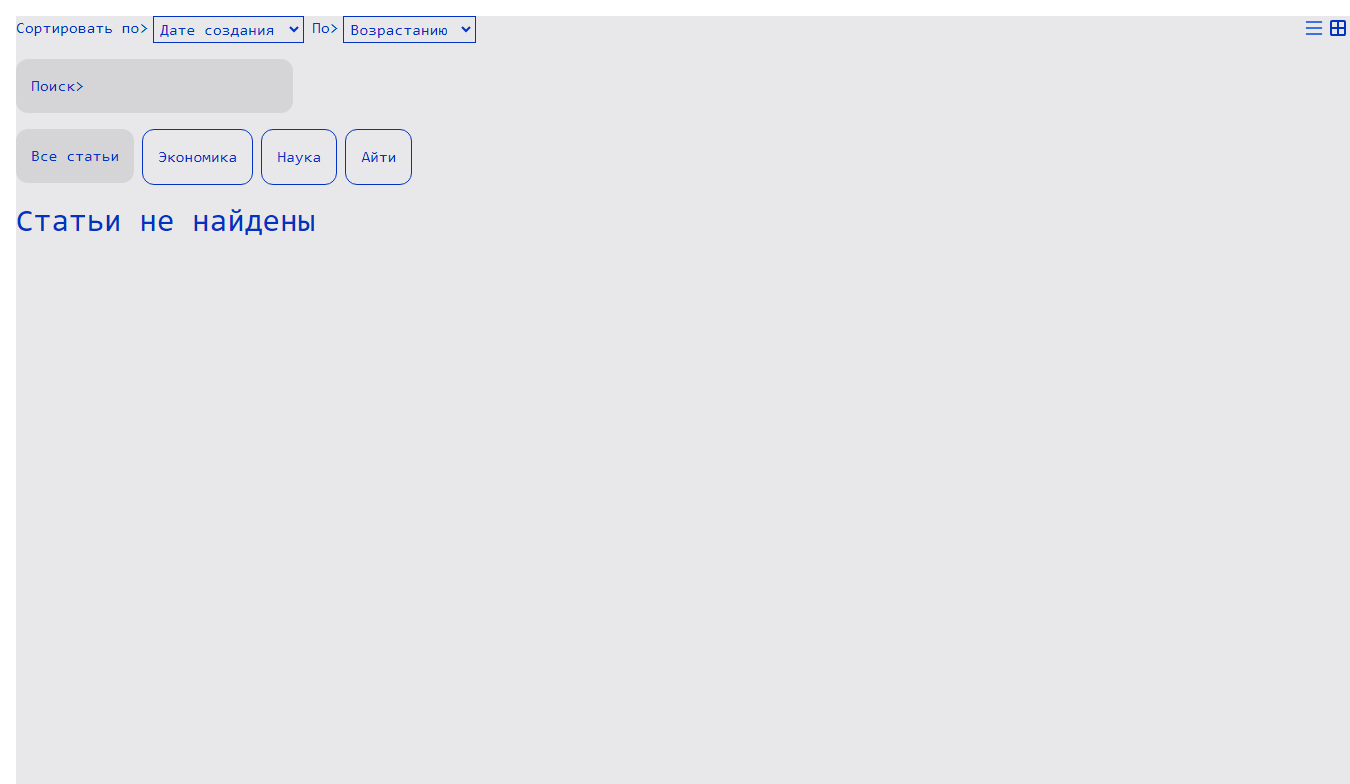 Сортировать по> Дате создания По> Возрастанию
Поиск>
Все статьи Экономика Наука Айти
Статьи не найдены